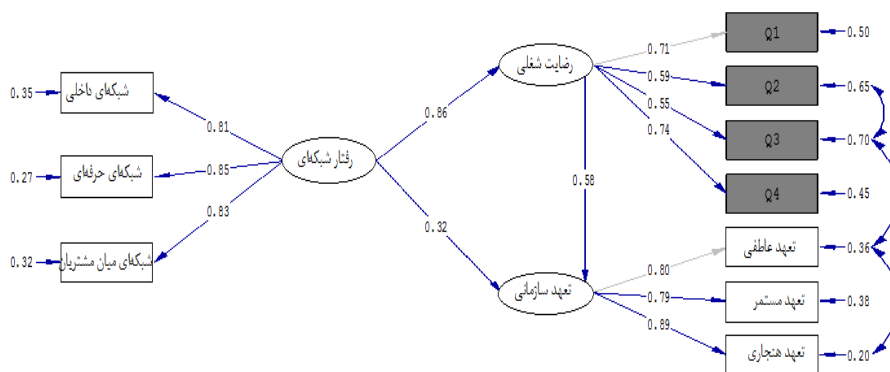 0.35
شبکه‌ای داخلی
0.27
شبکه‌ای حرفه‌ای
0.32
شبکه‌ای میان مشتریان
0.81
0.85
0.83
رفتار شبکه‌ای
0.86
0.32
رضایت شغلی
0.58
تعهد سازمانی
0.71
0.59
0.55
0.74
0.80
0.79
0.89
Q1
0.50
Q2
0.65
Q3
0.70
Q4
0.45
تعهد عاطفی
0.36
تعهد مستمر
0.38
تعهد هنجاری
0.20